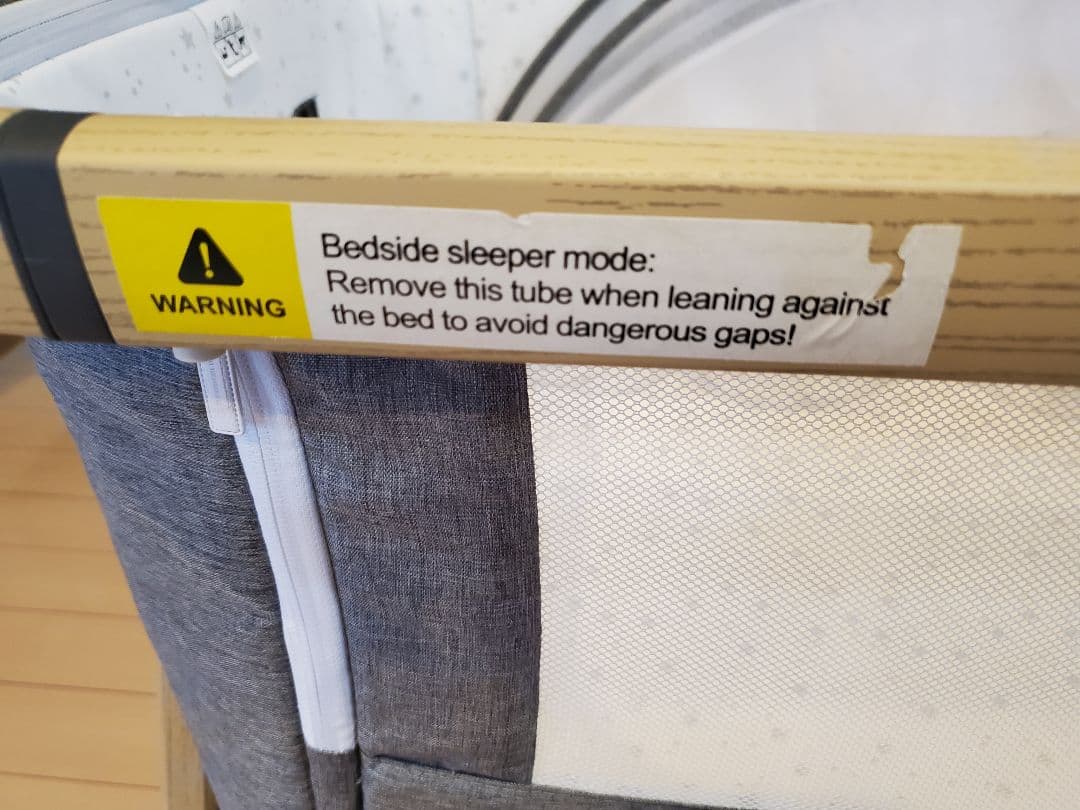 WARNING
Bedside sleeper mode:
Remove this tube when leaning against
the bed to avoid dangerous gaps!